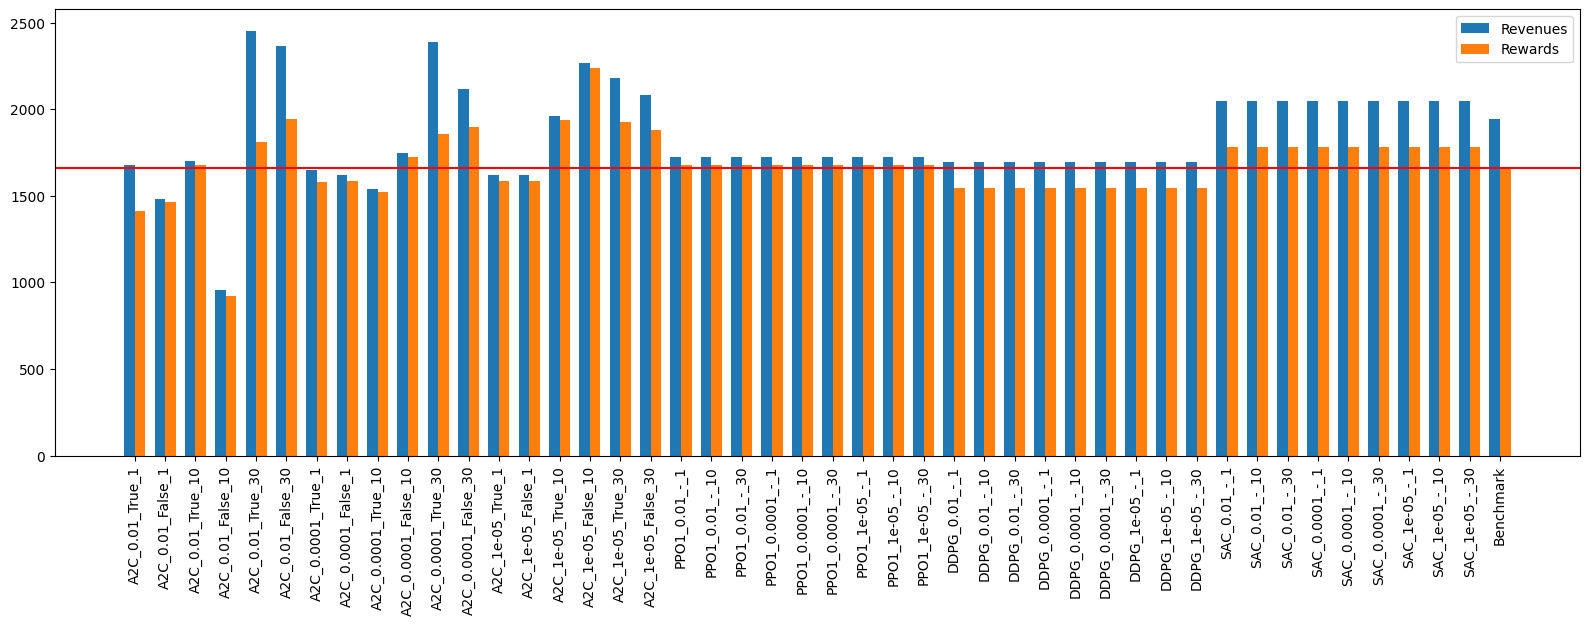 2500
2000
1500
1000
500
0
Revenues
Rewards
A2C_0.01_True_1
A2C_0.01_False_1
A2C_0.01_True_10
A2C_0.01_False_10
A2C_0.01_True_30
A2C_0.01_False_30
A2C_0.0001_True_1
A2C_0.0001_False_1
A2C_0.0001_True_10
A2C_0.0001_False_10
A2C_0.0001_True_30
A2C_0.0001_False_30
A2C_1e-05_True_1
A2C_1e-05_False_1
A2C_1e-05_True_10
A2C_1e-05_False_10
A2C_1e-05_True_30
A2C_1e-05_False_30
PPO1_0.01_-_1
PPO1_0.01_-_10
PPO1_0.01_-_30
PPO1_0.0001_-_1
PPO1_0.0001_-_10
PPO1_0.0001_-_30
PPO1_1e-05_-_1
PPO1_1e-05_-_10
PPO1_1e-05_-_30
DDPG_0.01_-_1
DDPG_0.01_-_10
DDPG_0.01_-_30
DDPG_0.0001_-_1
DDPG_0.0001_-_10
DDPG_0.0001_-_30
DDPG_1e-05_-_1
DDPG_1e-05_-_10
DDPG_1e-05_-_30
SAC_0.01_-_1
SAC_0.01_-_10
SAC_0.01_-_30
SAC_0.0001_-_1
SAC_0.0001_-_10
SAC_0.0001_-_30
SAC_1e-05_-_1
SAC_1e-05_-_10
SAC_1e-05_-_30
Benchmark